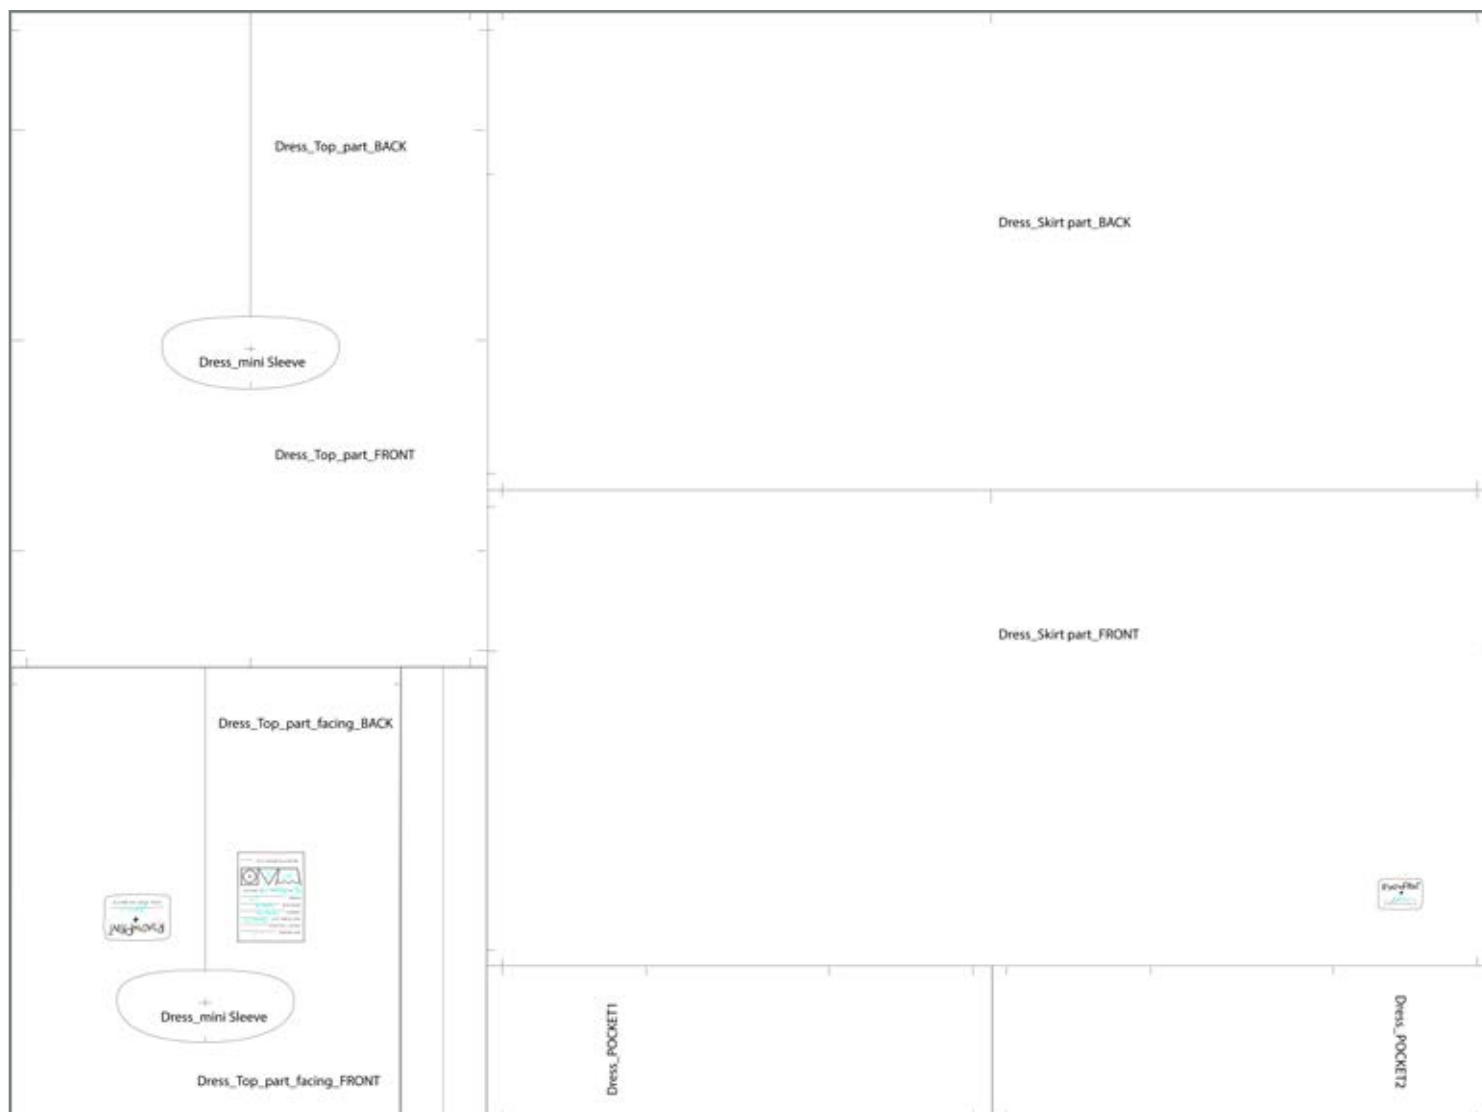 Dress_Top_part_BACK
Dress_Skirt part_BACK
Dress_mini Sleeve
Dress_Top_part_FRONT
Dress_Skirt part_FRONT
Dress_Top_part_facing_BACK
Dress_mini Sleeve
Dress_Top_part_facing_FRONT
Dress_POCKET1
Dress_POCKET2